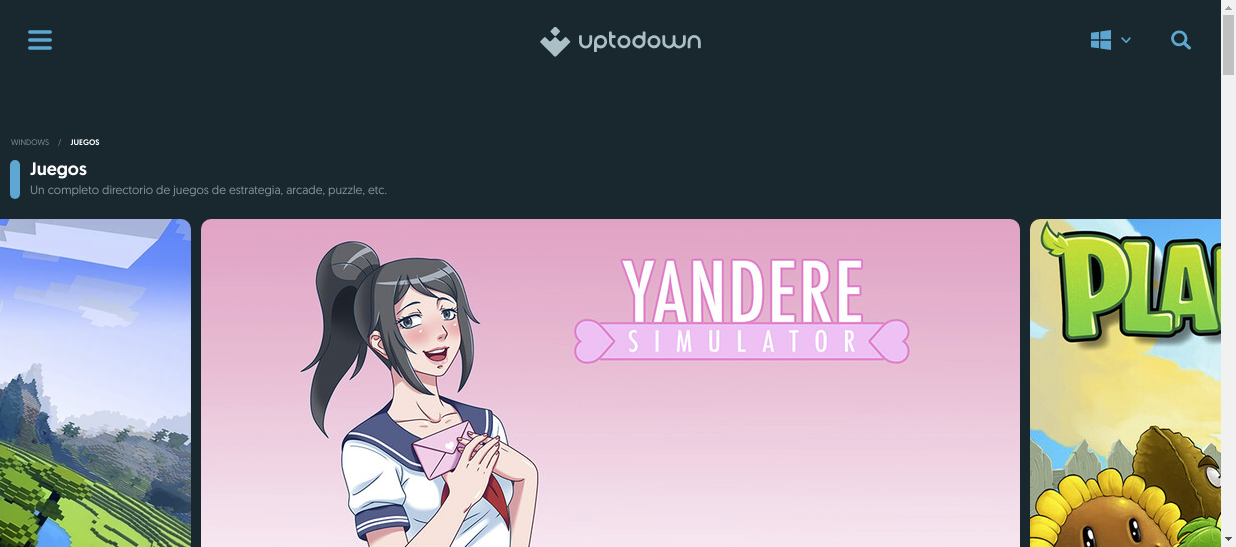 uptodown
WINDOWS / JUEGOS
Juegos
Un completo directorio de juegos de estrategia, arcade, puzzle, etc.
YANDERE
SIMULATOR
PLA